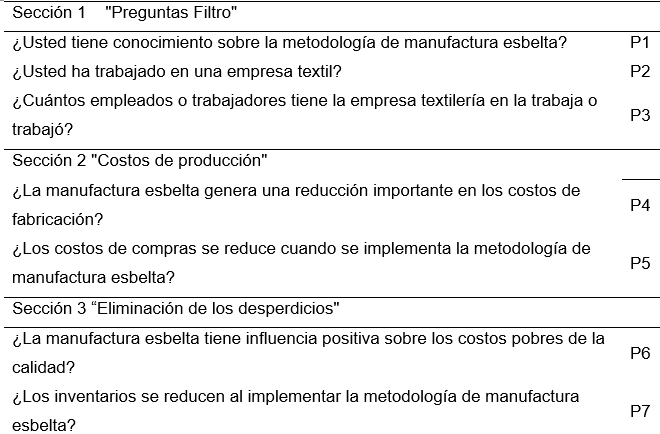 Sección 1 "Preguntas Filtro"
¿Usted tiene conocimiento sobre la metodología de manufactura esbelta? P1
¿Usted ha trabajado en una empresa textil? P2
¿Cuántos empleados o trabajadores tiene la empresa textilería en la trabaja o
trabajó? P3
Sección 2 "Costos de producción"
¿La manufactura esbelta genera una reducción importante en los costos de
fabricación? P4
¿Los costos de compras se reduce cuando se implementa la metodología de
manufactura esbelta? P5
Sección 3 “Eliminación de los desperdicios"
¿La manufactura esbelta tiene influencia positiva sobre los costos pobres de la
calidad? P6
¿Los inventarios se reducen al implementar la metodología de manufactura
esbelta? P7